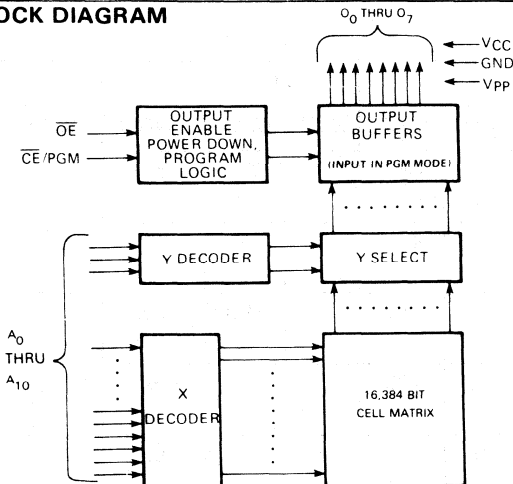 OCK DIAGRAM
O0 THRU O7
VCC
GND
VPP
OE
CE/PGM
OUTPUT
ENABLE
POWER DOWN,
PROGRAM
LOGIC
OUTPUT
BUFFERS
(INPUT IN PGM MODE)
Y DECODER
Y SELECT
A0
THRU
A10
X
DECODER
16,384 BIT
CELL MATRIX